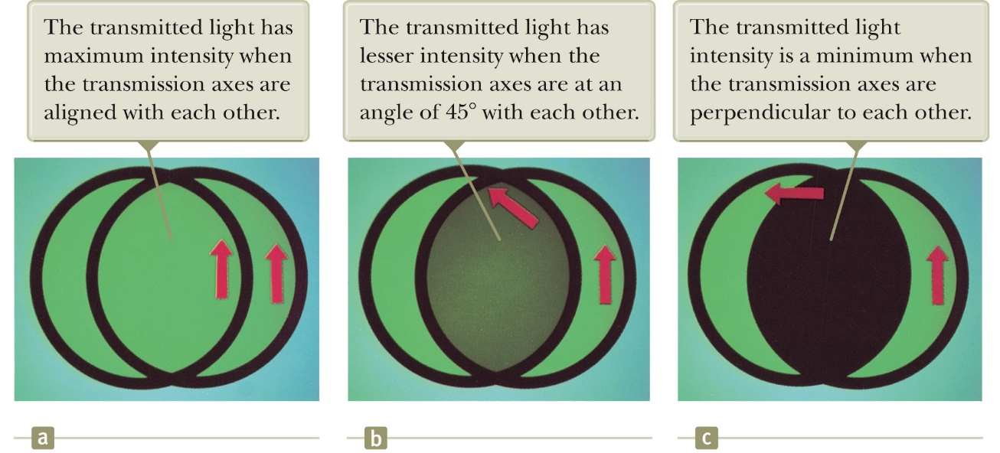 The transmitted light has
maximum intensity when
the transmission axes are
aligned with each other.
The transmitted light has
lesser intensity when the
transmission axes are at an
angle of 45° with each other.
The transmitted light
intensity is a minimum when
the transmission axes are
perpendicular to each other.
a
b
c